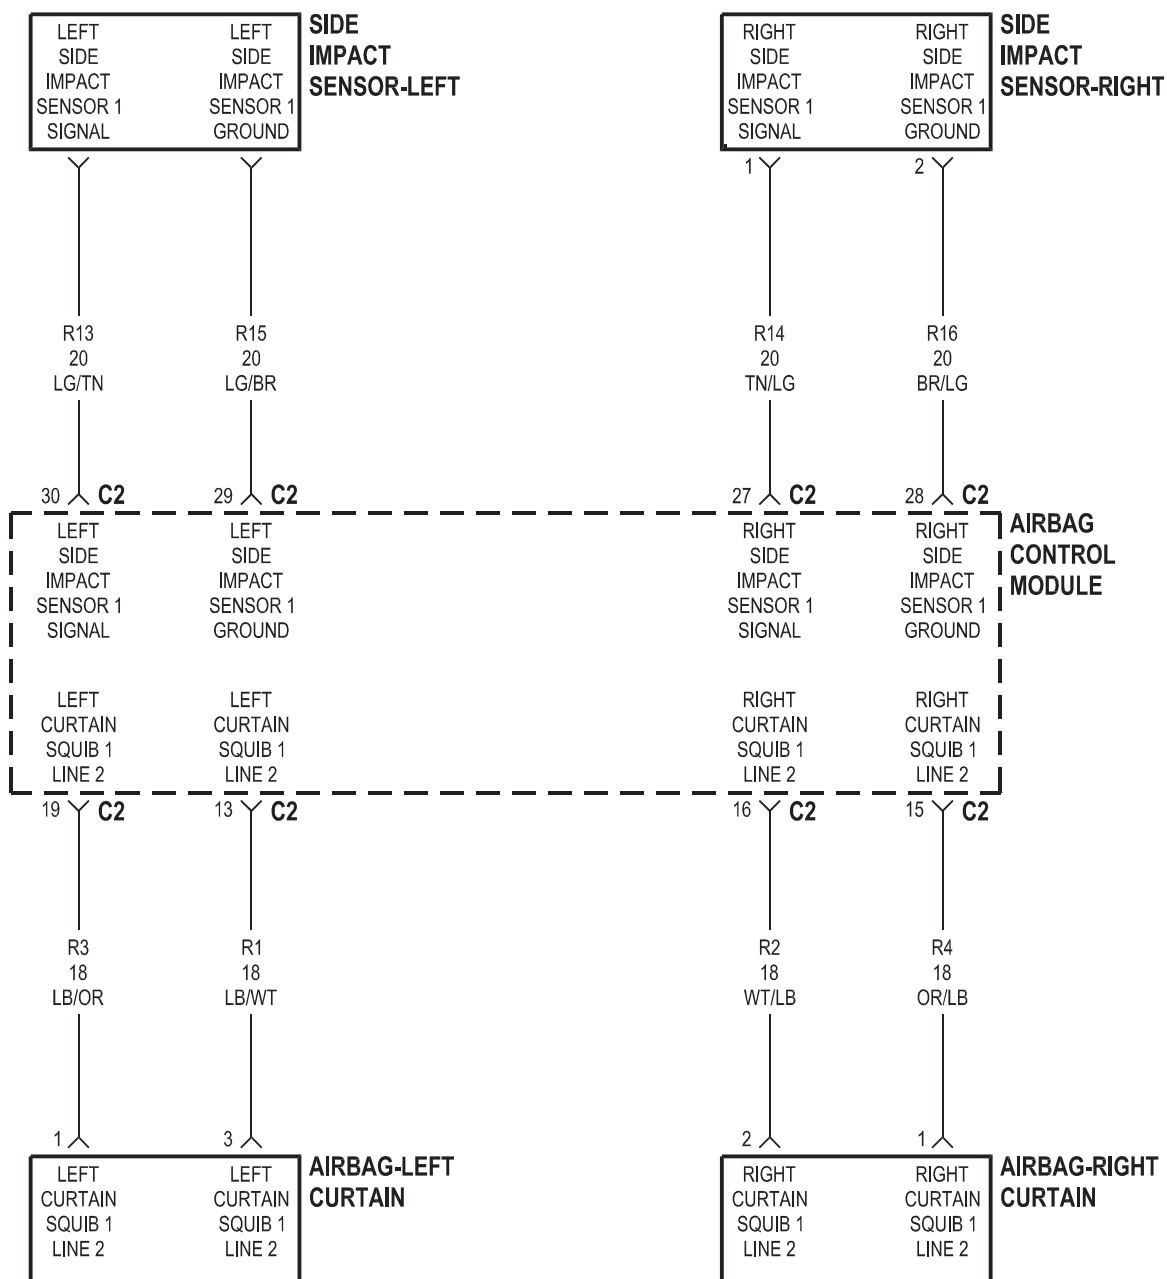 LEFT
SIDE
IMPACT
SENSOR 1
SIGNAL
LEFT
SIDE
IMPACT
SENSOR 1
GROUND
SIDE
IMPACT
SENSOR-LEFT
RIGHT
SIDE
IMPACT
SENSOR 1
SIGNAL
RIGHT
SIDE
IMPACT
SENSOR 1
GROUND
SIDE
IMPACT
SENSOR-RIGHT
1
2
R13
20
LG/TN
R15
20
LG/BR
R14
20
TN/LG
R16
20
BR/LG
30 C2
29 C2
27 C2
28 C2
LEFT
SIDE
IMPACT
SENSOR 1
SIGNAL
LEFT
SIDE
IMPACT
SENSOR 1
GROUND
RIGHT
SIDE
IMPACT
SENSOR 1
SIGNAL
RIGHT
SIDE
IMPACT
SENSOR 1
GROUND
AIRBAG
CONTROL
MODULE
LEFT
CURTAIN
SQUIB 1
LINE 2
LEFT
CURTAIN
SQUIB 1
LINE 2
RIGHT
CURTAIN
SQUIB 1
LINE 2
RIGHT
CURTAIN
SQUIB 1
LINE 2
19 C2
13 C2
16 C2
15 C2
R3
18
LB/OR
R1
18
LB/WT
R2
18
WT/LB
R4
18
OR/LB
1
3
2
1
LEFT
CURTAIN
SQUIB 1
LINE 2
LEFT
CURTAIN
SQUIB 1
LINE 2
AIRBAG-LEFT
CURTAIN
RIGHT
CURTAIN
SQUIB 1
LINE 2
RIGHT
CURTAIN
SQUIB 1
LINE 2
AIRBAG-RIGHT
CURTAIN